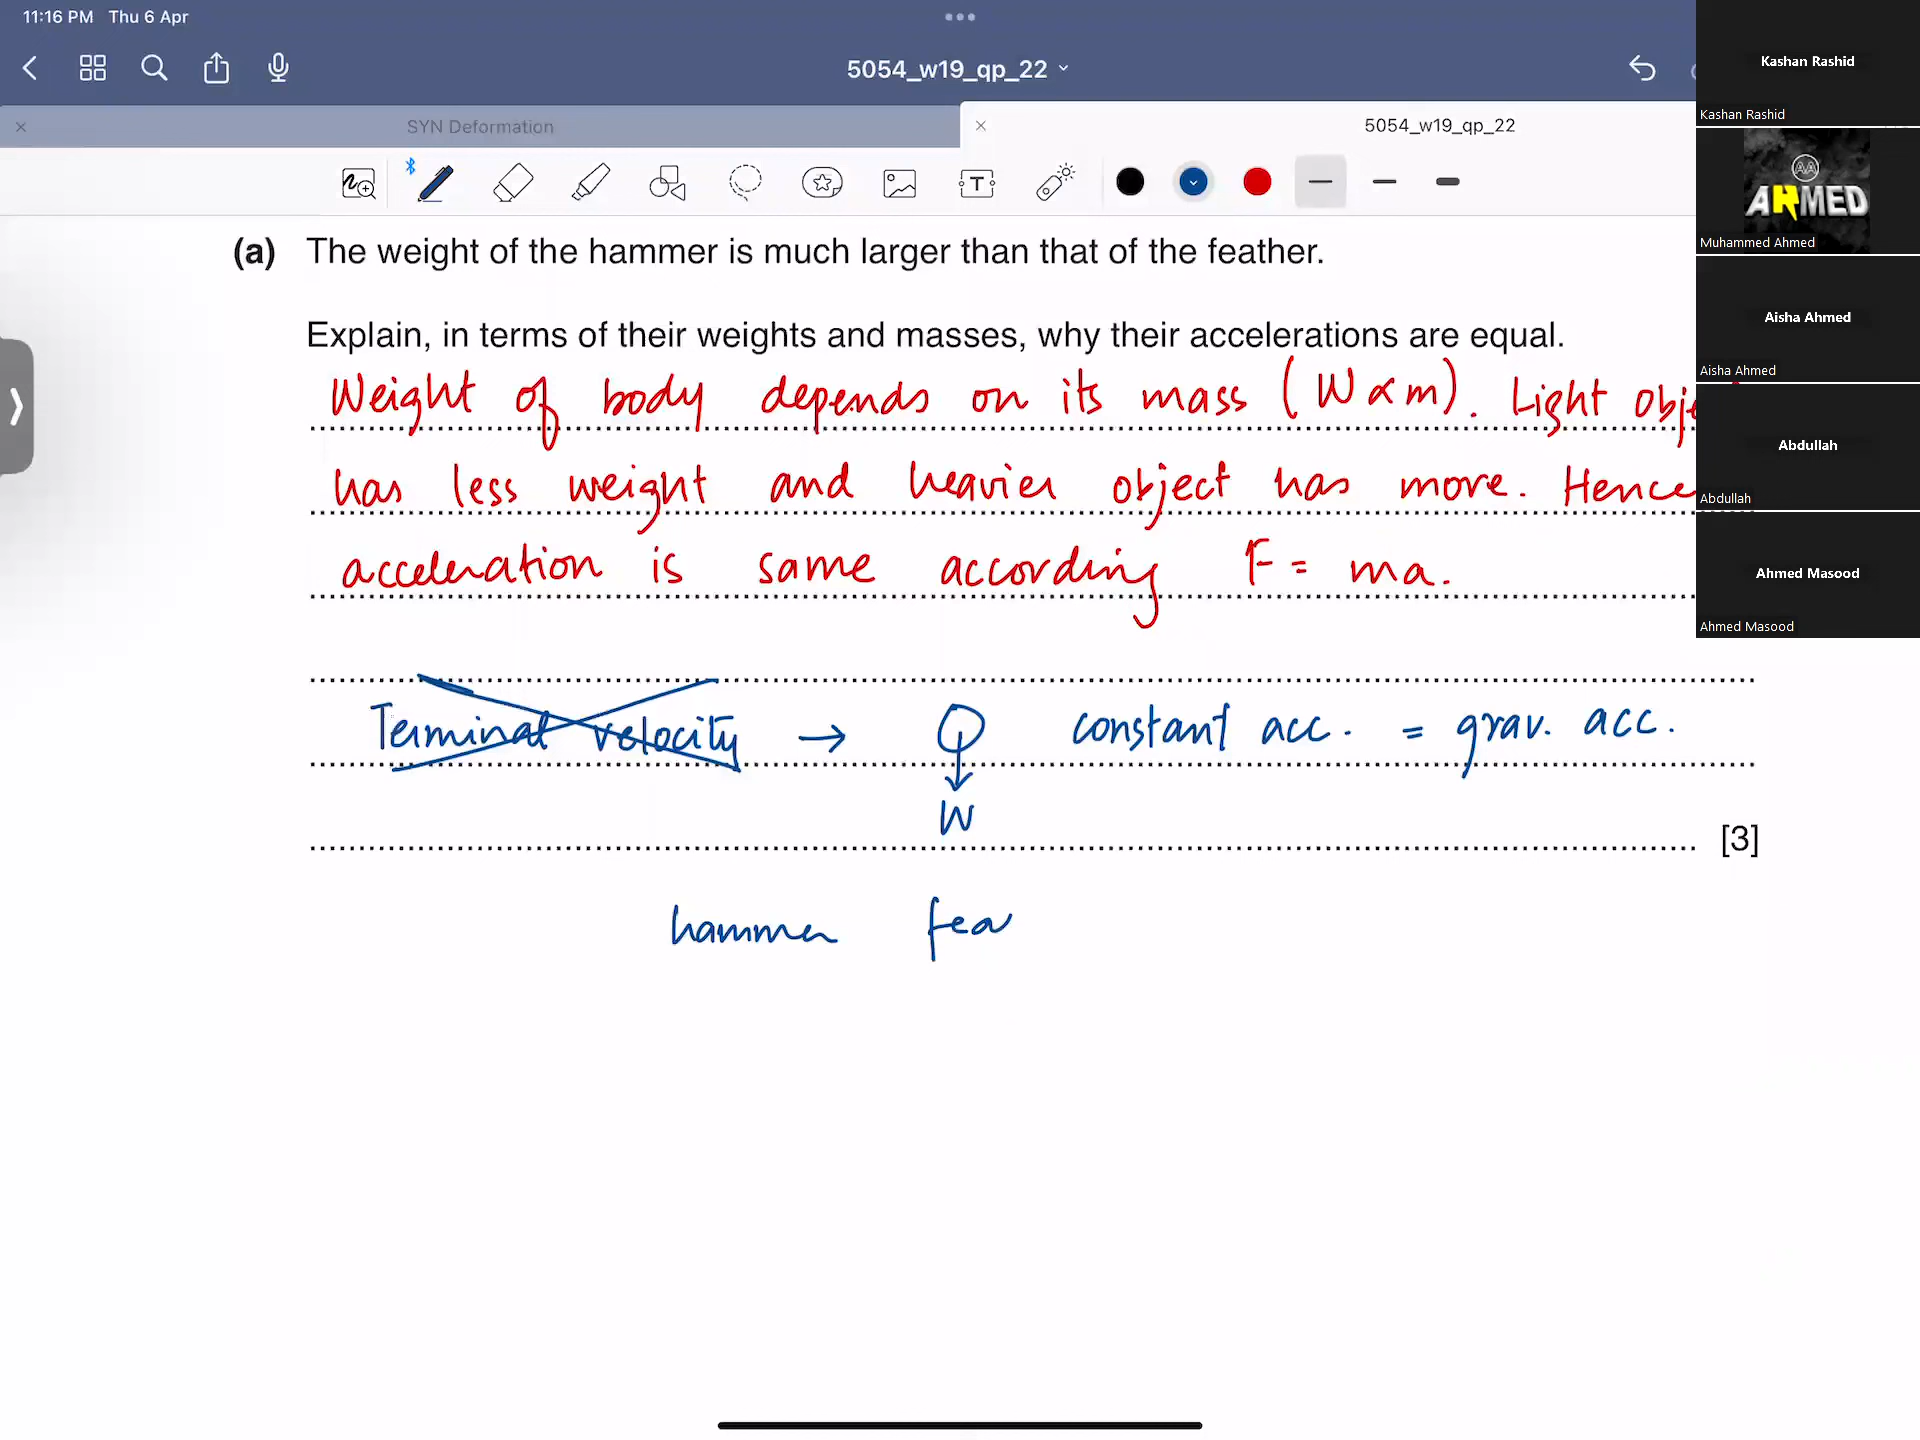 11:16 PM Thu 6 Apr
5054_w19_qp_22
SYN Deformation
5054_w19_qp_22
T
Kashan Rashid
Kashan Rashid
AA
AHMED
Muhammed Ahmed
Aisha Ahmed
Aisha Ahmed
Abdullah
Abdullah
Ahmed Masood
Ahmed Masood
(a) The weight of the hammer is much larger than that of the feather.
Explain, in terms of their weights and masses, why their accelerations are equal.
Weight of body depends on its mass (W ∝ m). Light obje
has less weight and heavier object has more. Hence
acceleration is same according F = ma.
Terminal velocity → constant acc. = grav. acc.
W
[3]
hammer fea